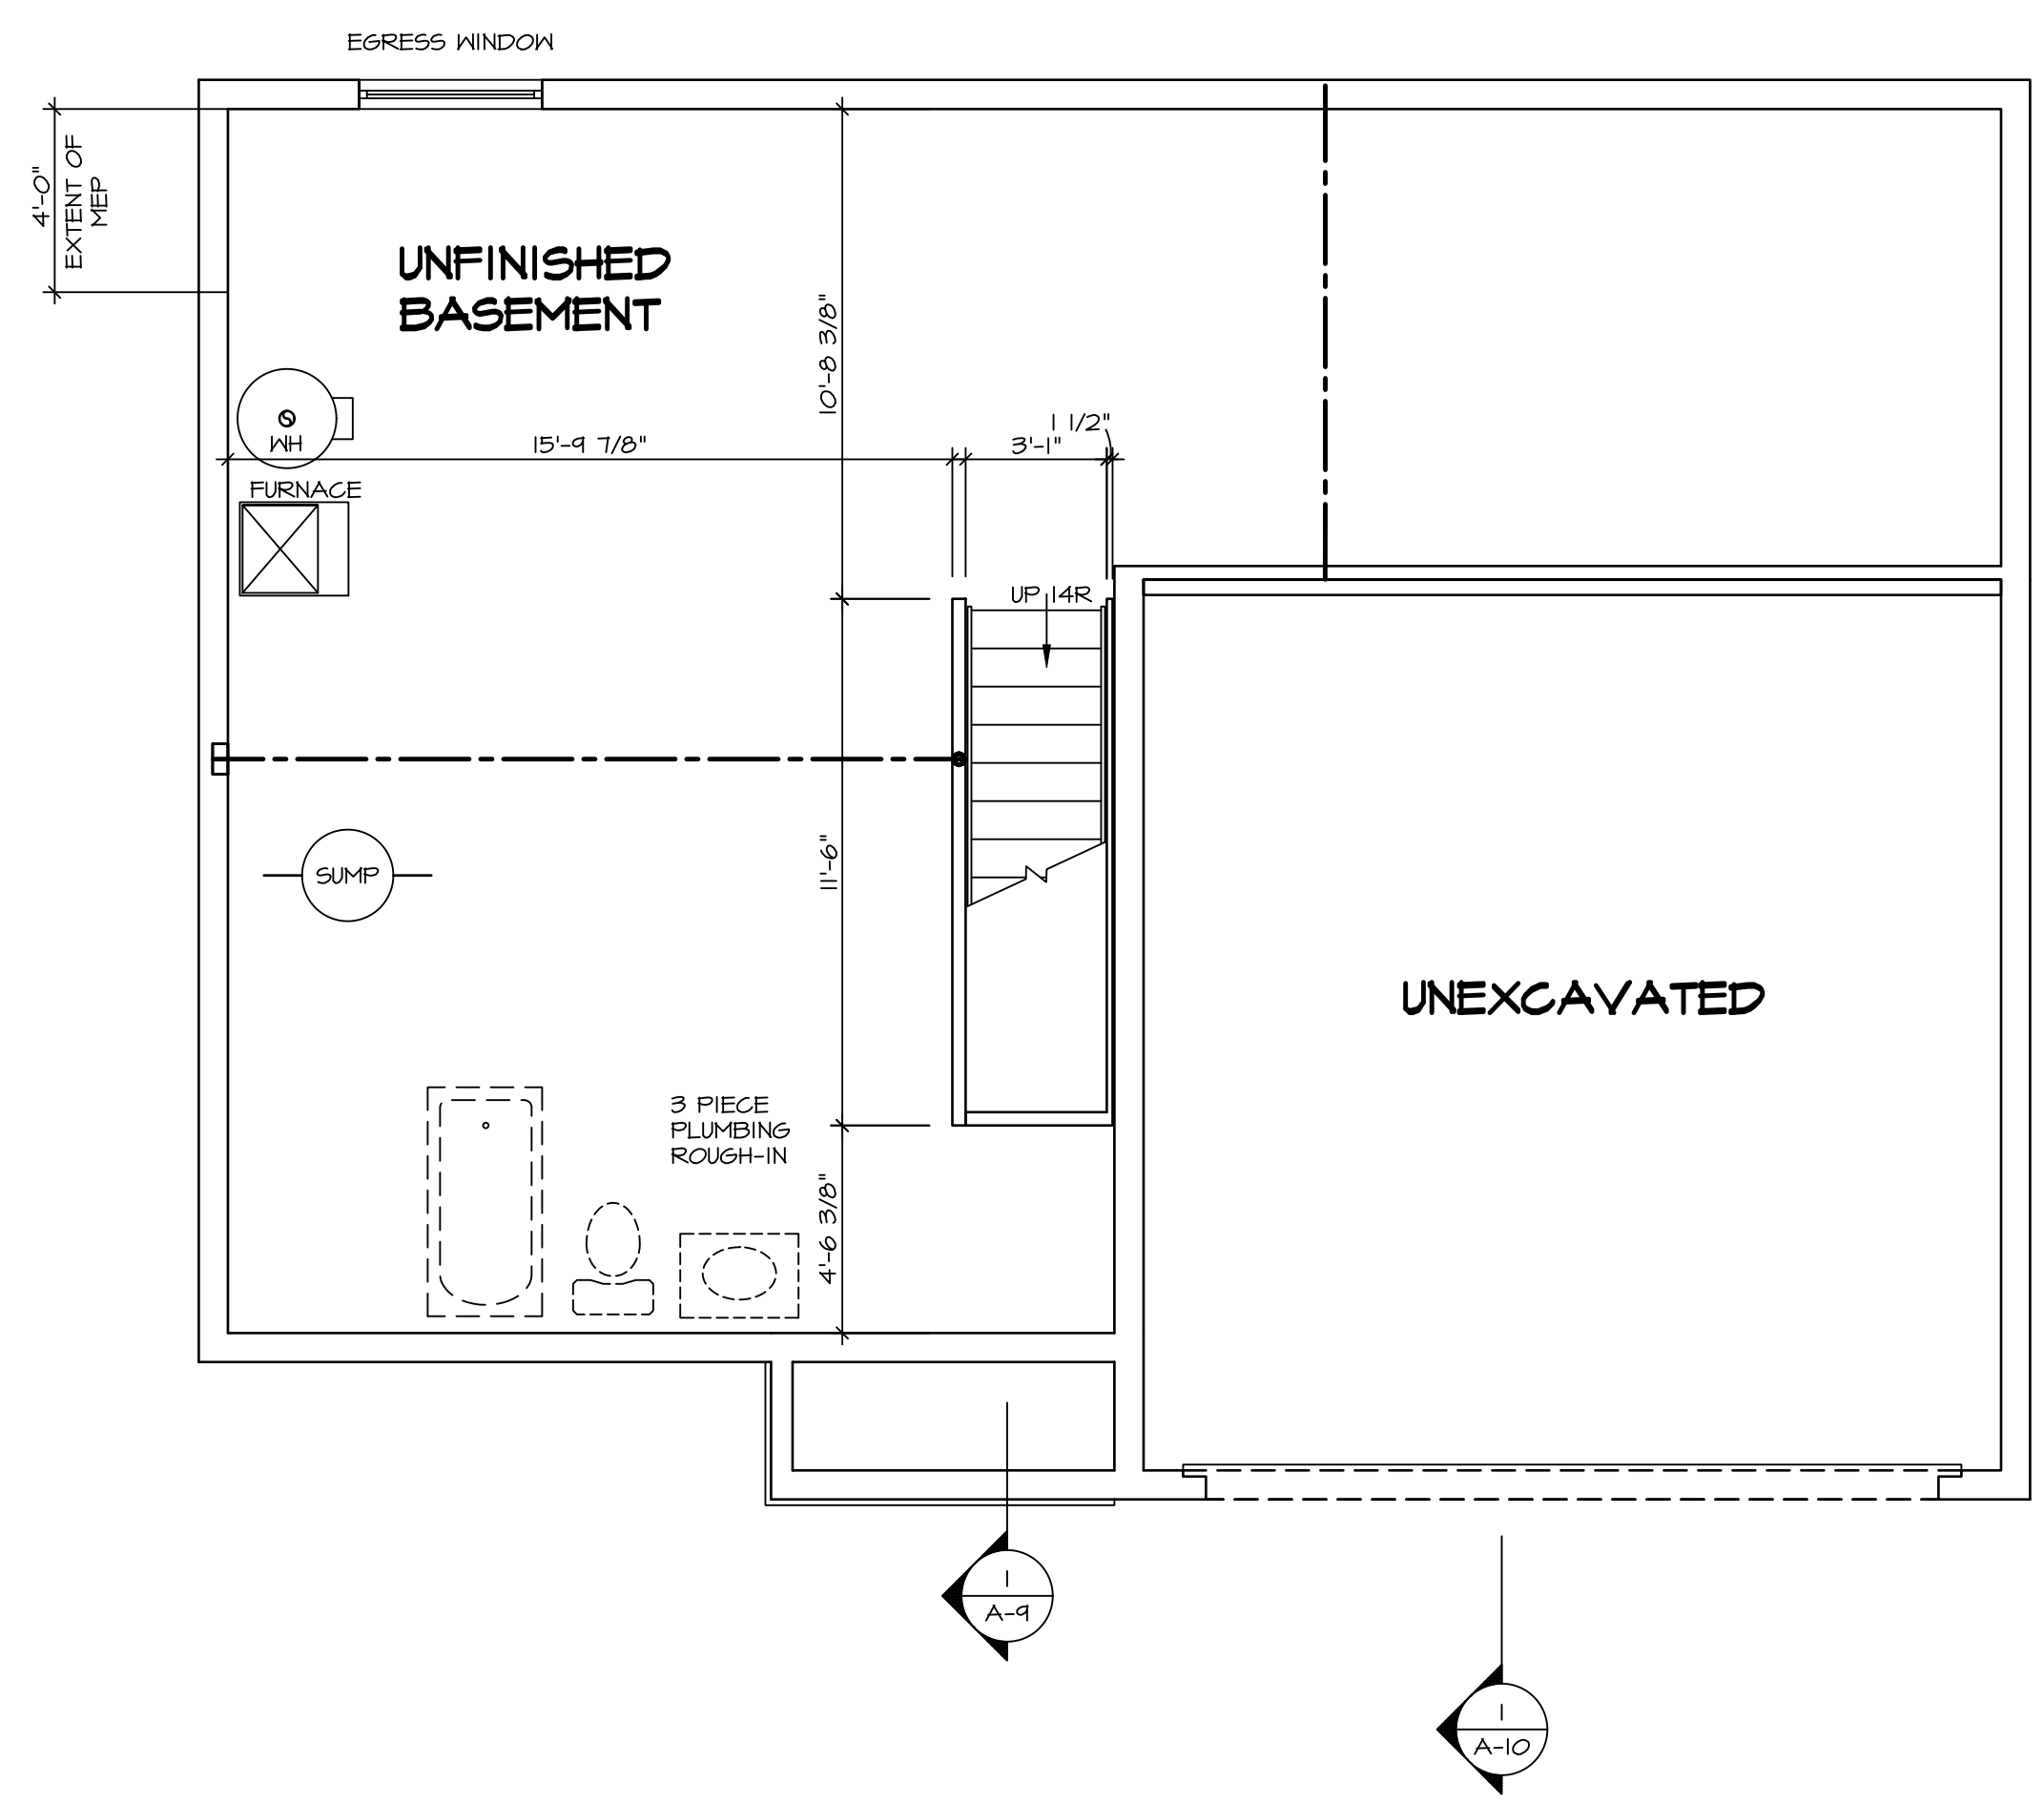 EGRESS WINDOW
4'-0"
EXTENT OF
MEP
UNFINISHED
BASEMENT
10'-8 3/8"
1 1/2"
WH
15'-9 7/8"
3'-1"
FURNACE
UP 14R
SUMP
11'-6"
UNEXCAVATED
3 PIECE
PLUMBING
ROUGH-IN
4'-6 3/8"
1
A-9
1
A-10